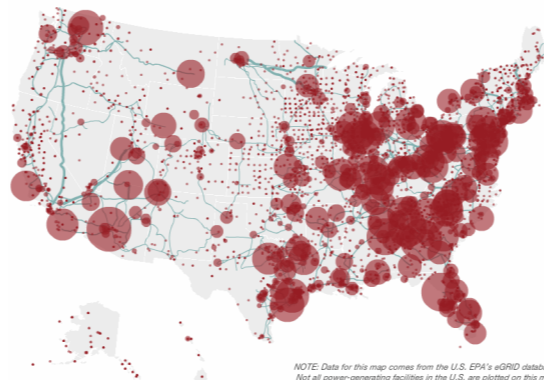 NOTE: Data for this map comes from the U.S. EPA's eGRID datab
Not all power-generating facilities in the U.S. are plotted on this m